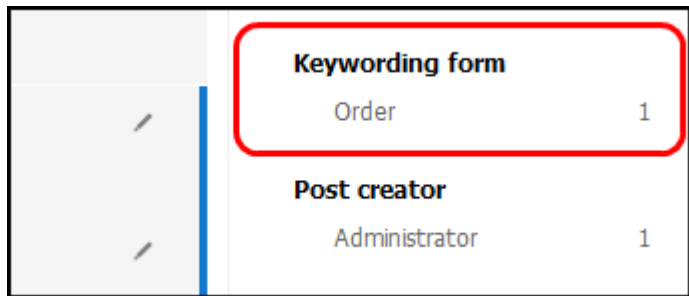 Keywording form
Order 1
Post creator
Administrator 1